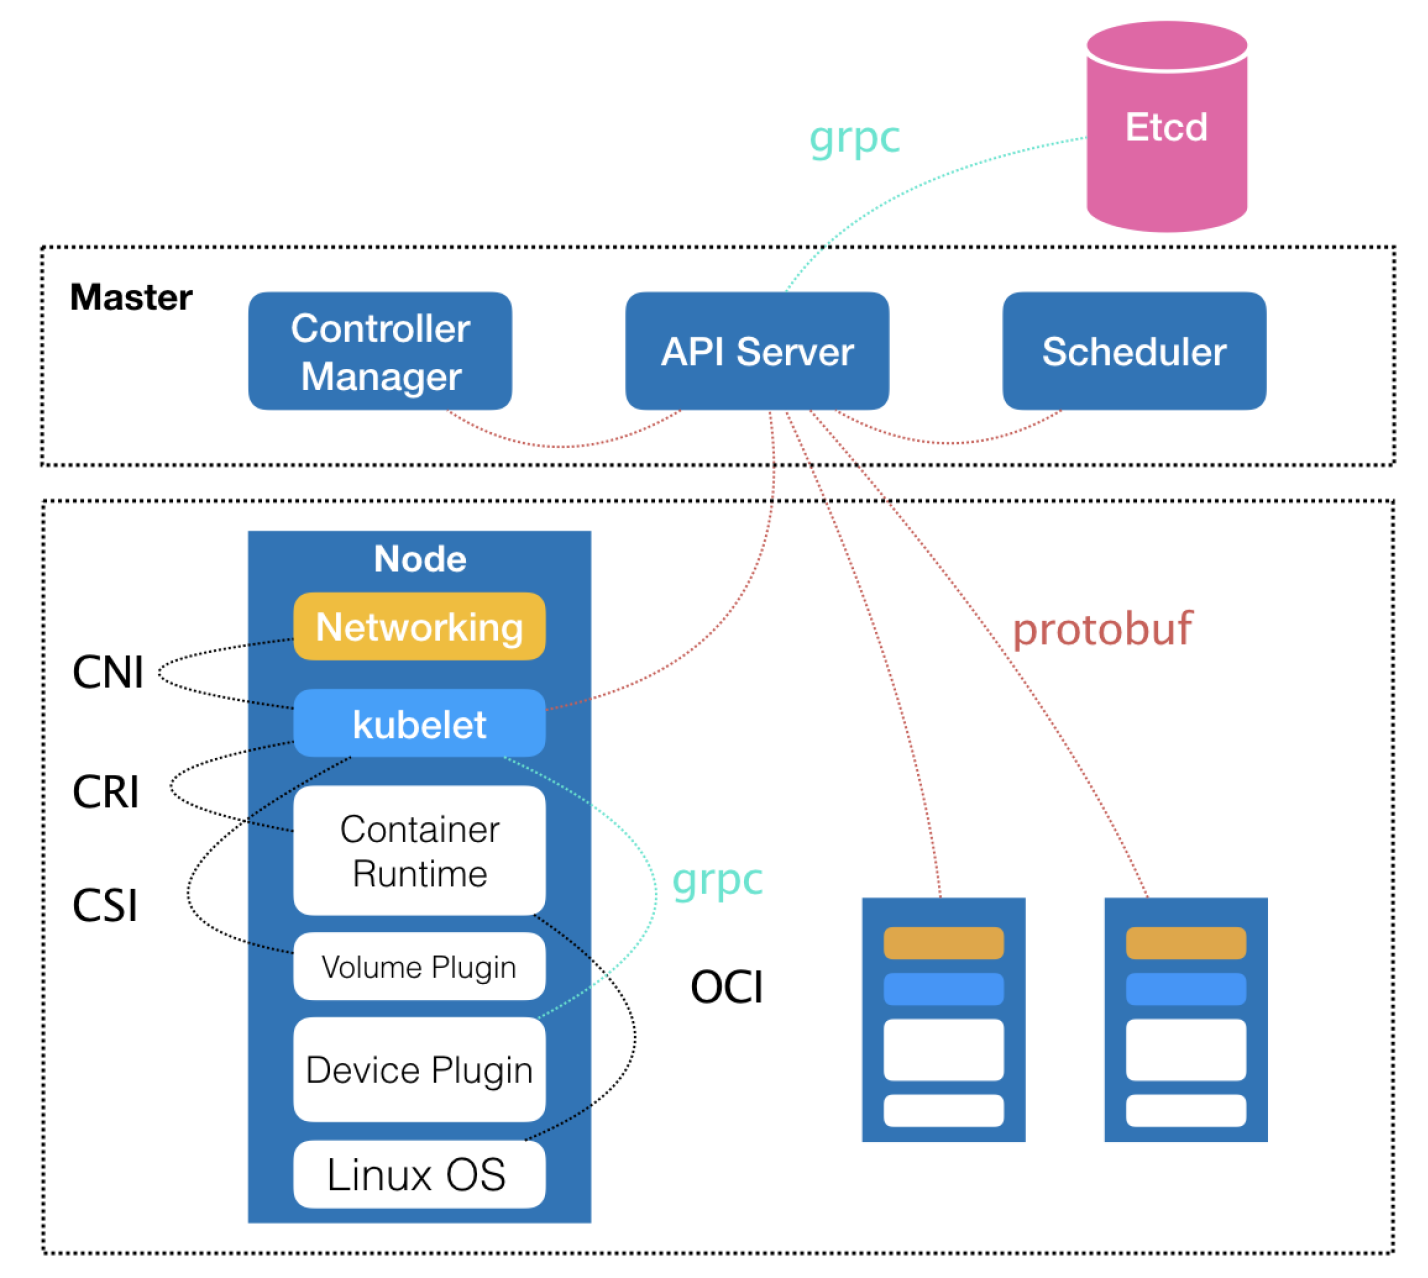 Etcd
grpc
Master
Controller
Manager
API Server
Scheduler
Node
Networking
CNI
kubelet
protobuf
CRI
Container
Runtime
grpc
CSI
Volume Plugin
OCI
Device Plugin
Linux OS